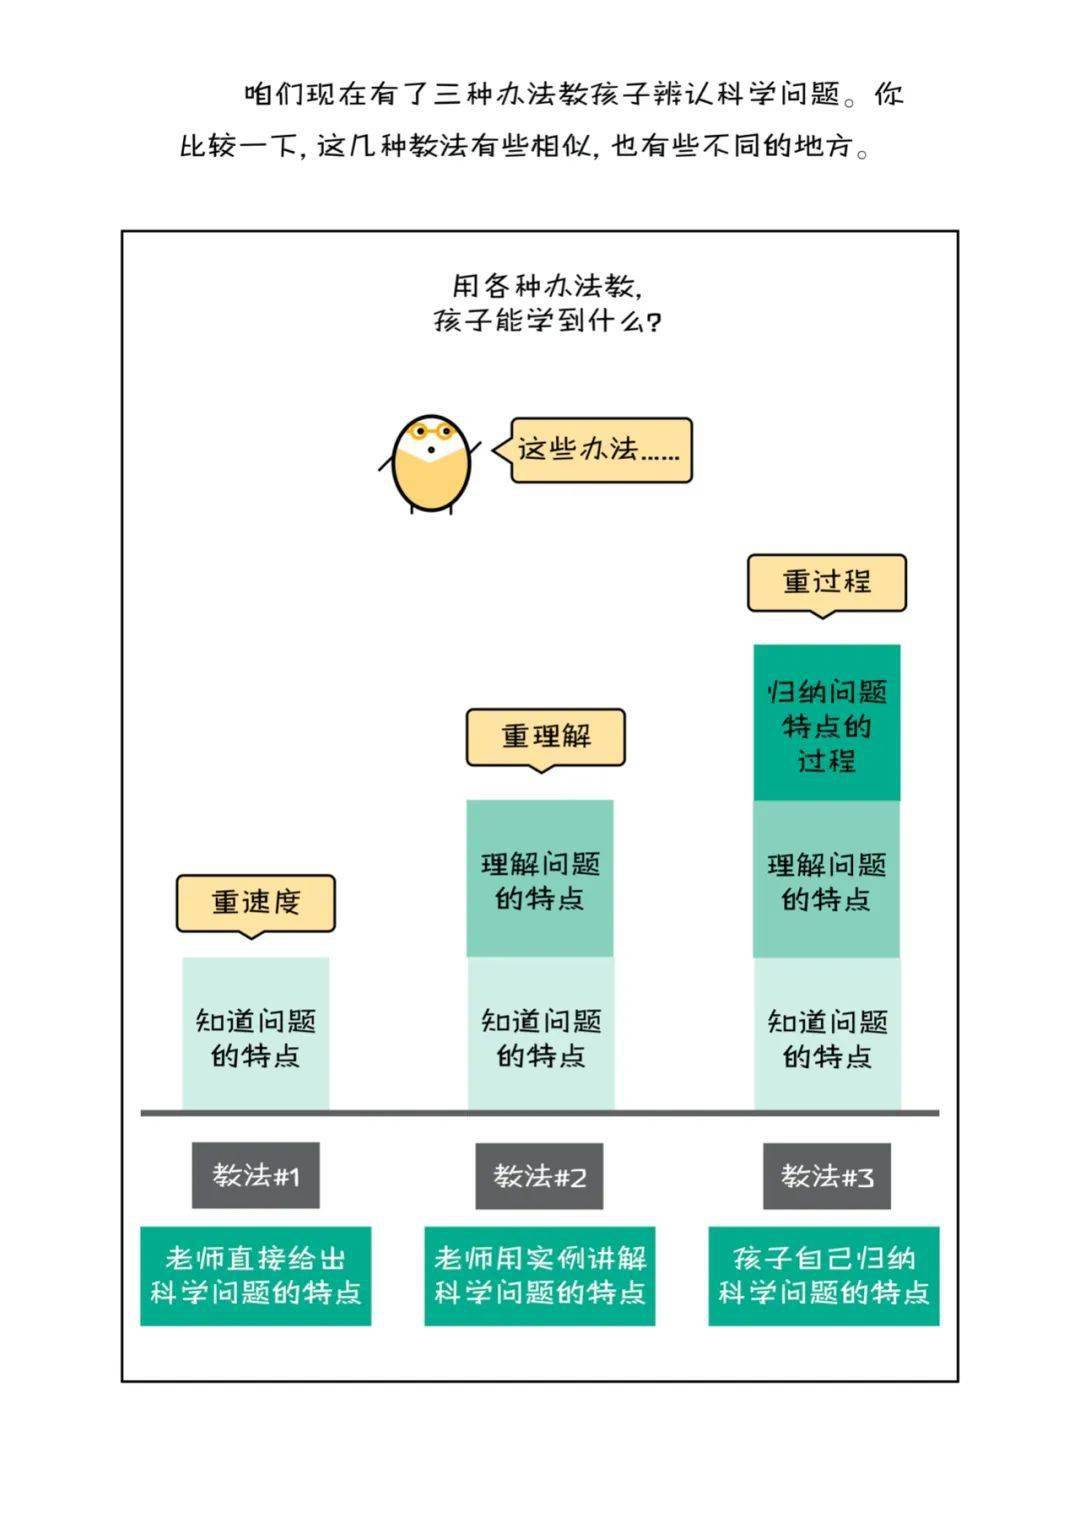 咱们现在有了三种办法教孩子辨认科学问题。你
比较一下, 这几种教法有些相似, 也有些不同的地方。
用各种办法教,
孩子能学到什么?
这些办法……
重过程
归纳问题
特点的
过程
重理解
理解问题
的特点
理解问题
的特点
重速度
知道问题
的特点
知道问题
的特点
知道问题
的特点
教法#1
教法#2
教法#3
老师直接给出
科学问题的特点
老师用实例讲解
科学问题的特点
孩子自己归纳
科学问题的特点